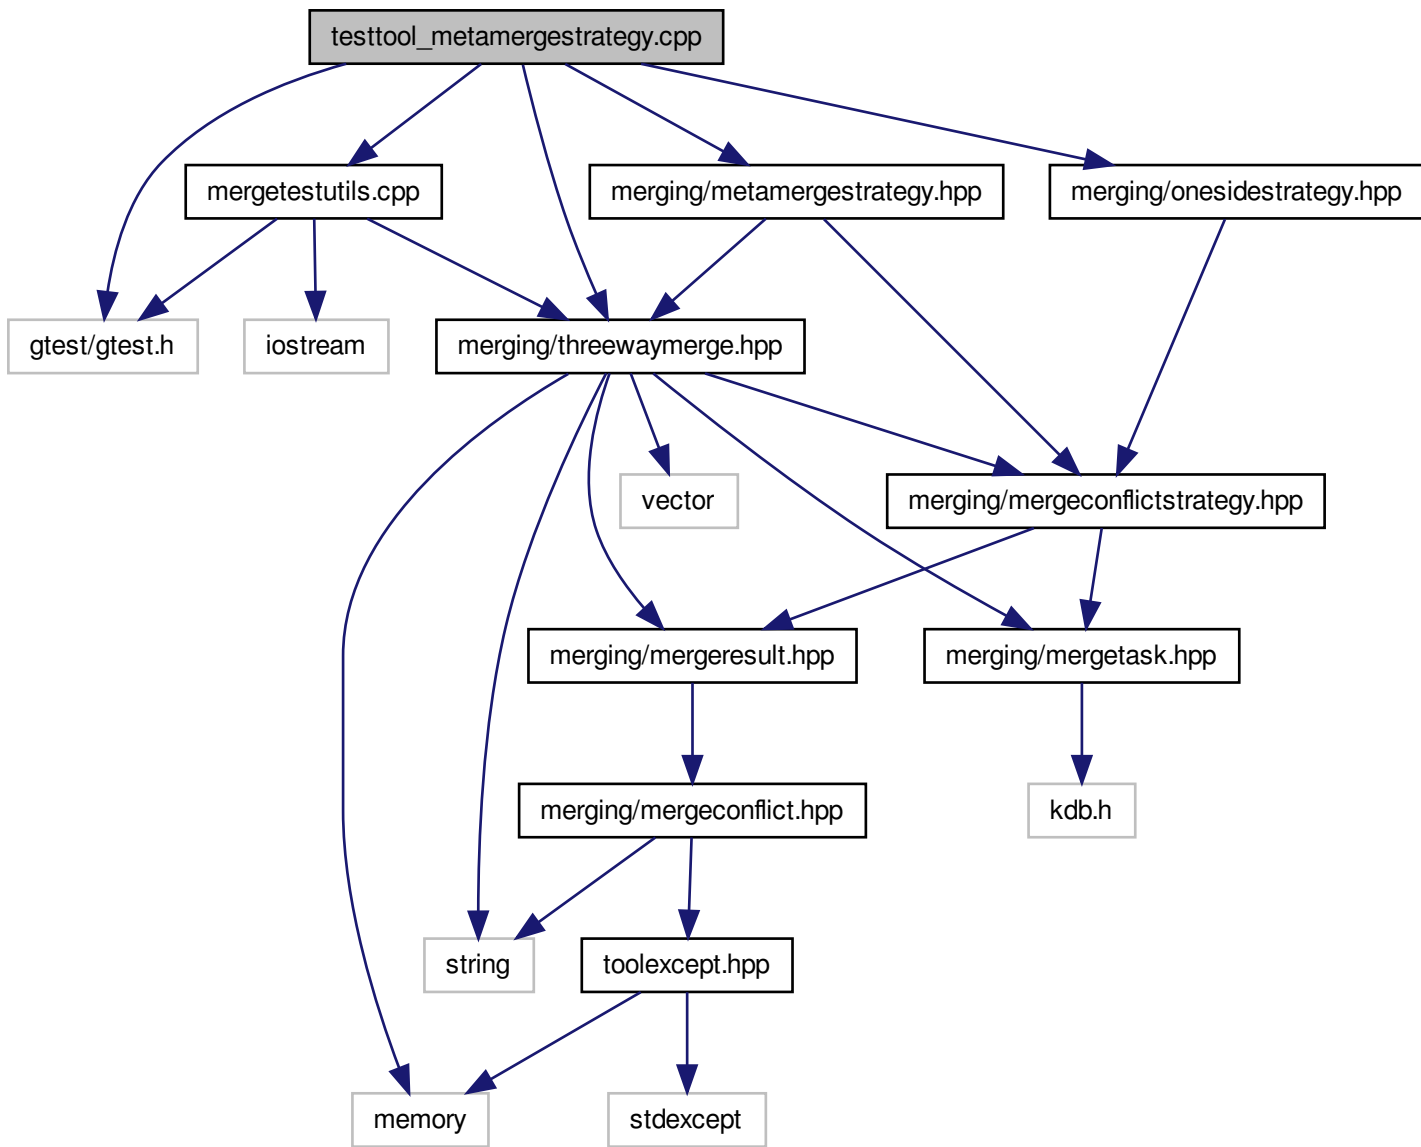 testtool_metamergestrategy.cpp
mergetestutils.cpp
merging/metamergestrategy.hpp
merging/onesidestrategy.hpp
gtest/gtest.h
iostream
merging/threewaymerge.hpp
vector
merging/mergeconflictstrategy.hpp
merging/mergeresult.hpp
merging/mergetask.hpp
merging/mergeconflict.hpp
kdb.h
string
toolexcept.hpp
memory
stdexcept